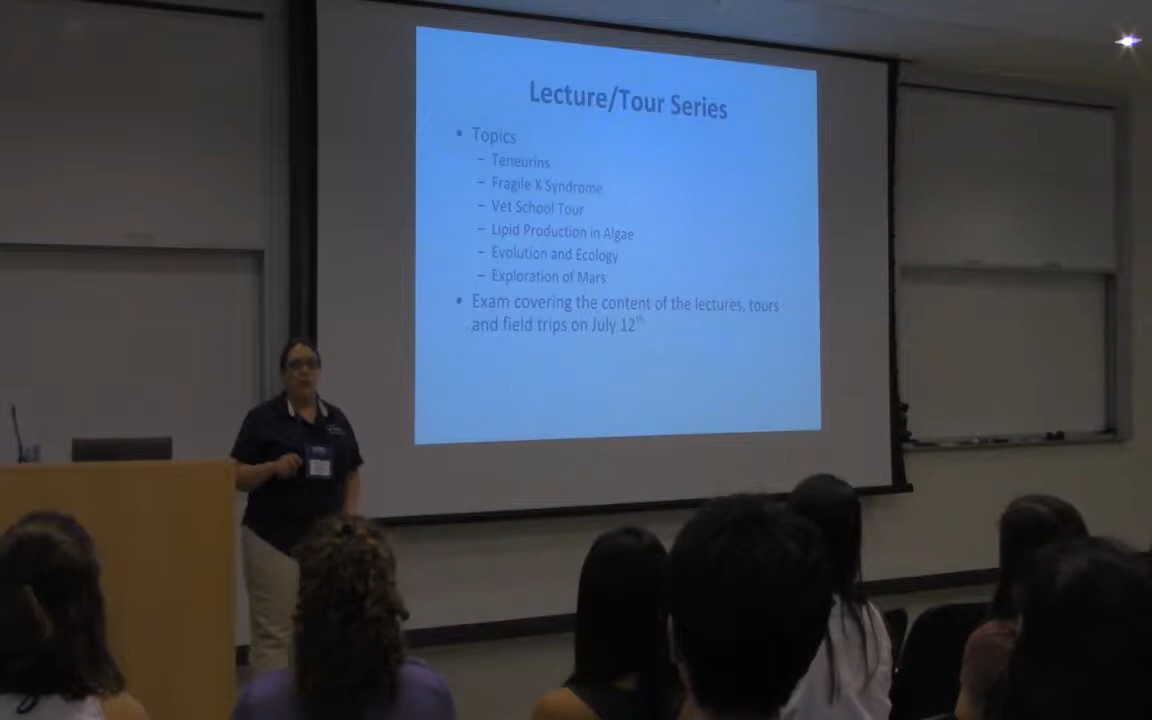 Lecture/Tour Series
• Topics
– Teneurins
– Fragile X Syndrome
– Vet School Tour
– Lipid Production in Algae
– Evolution and Ecology
– Exploration of Mars
• Exam covering the content of the lectures, tours
and field trips on July 12th